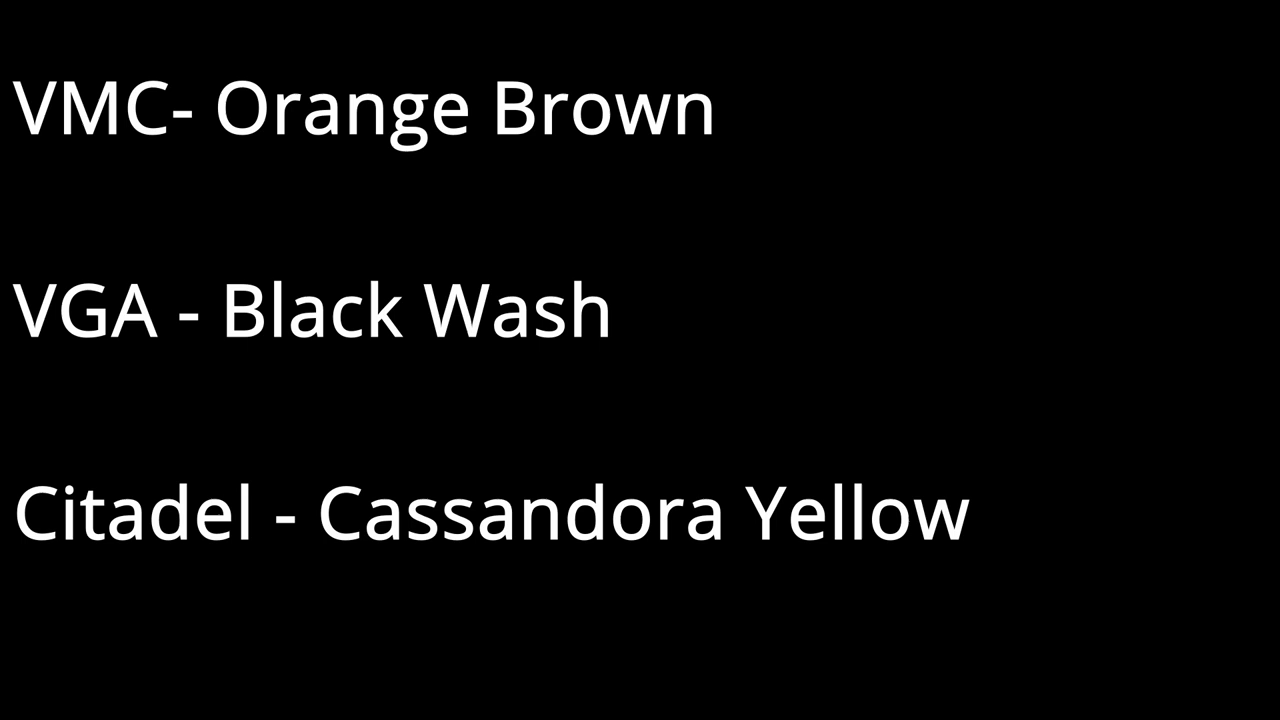 VMC- Orange Brown
VGA - Black Wash
Citadel - Cassandora Yellow